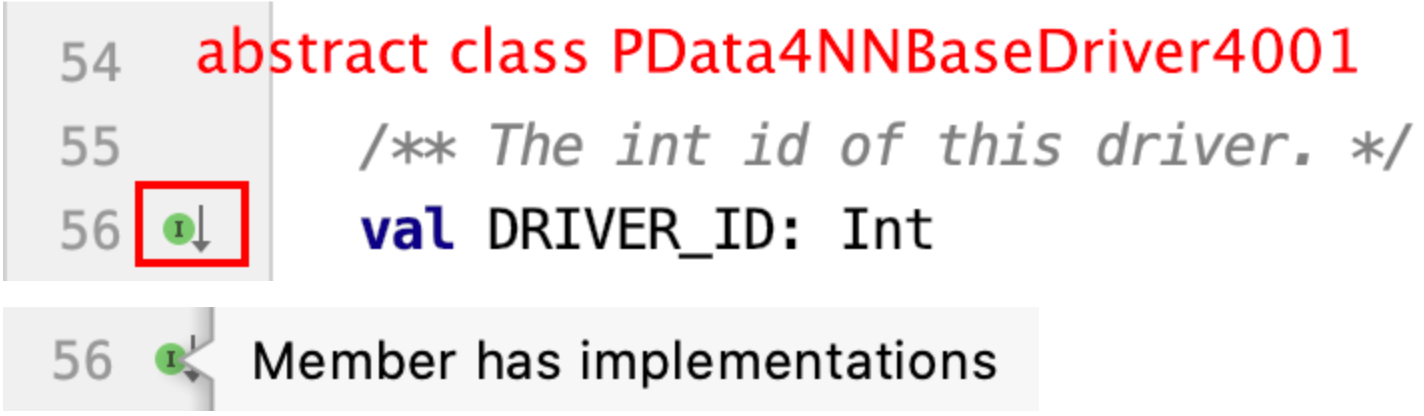 54 abstract class PData4NNBaseDriver4001
55 /** The int id of this driver. */
56 I val DRIVER_ID: Int
56 I Member has implementations